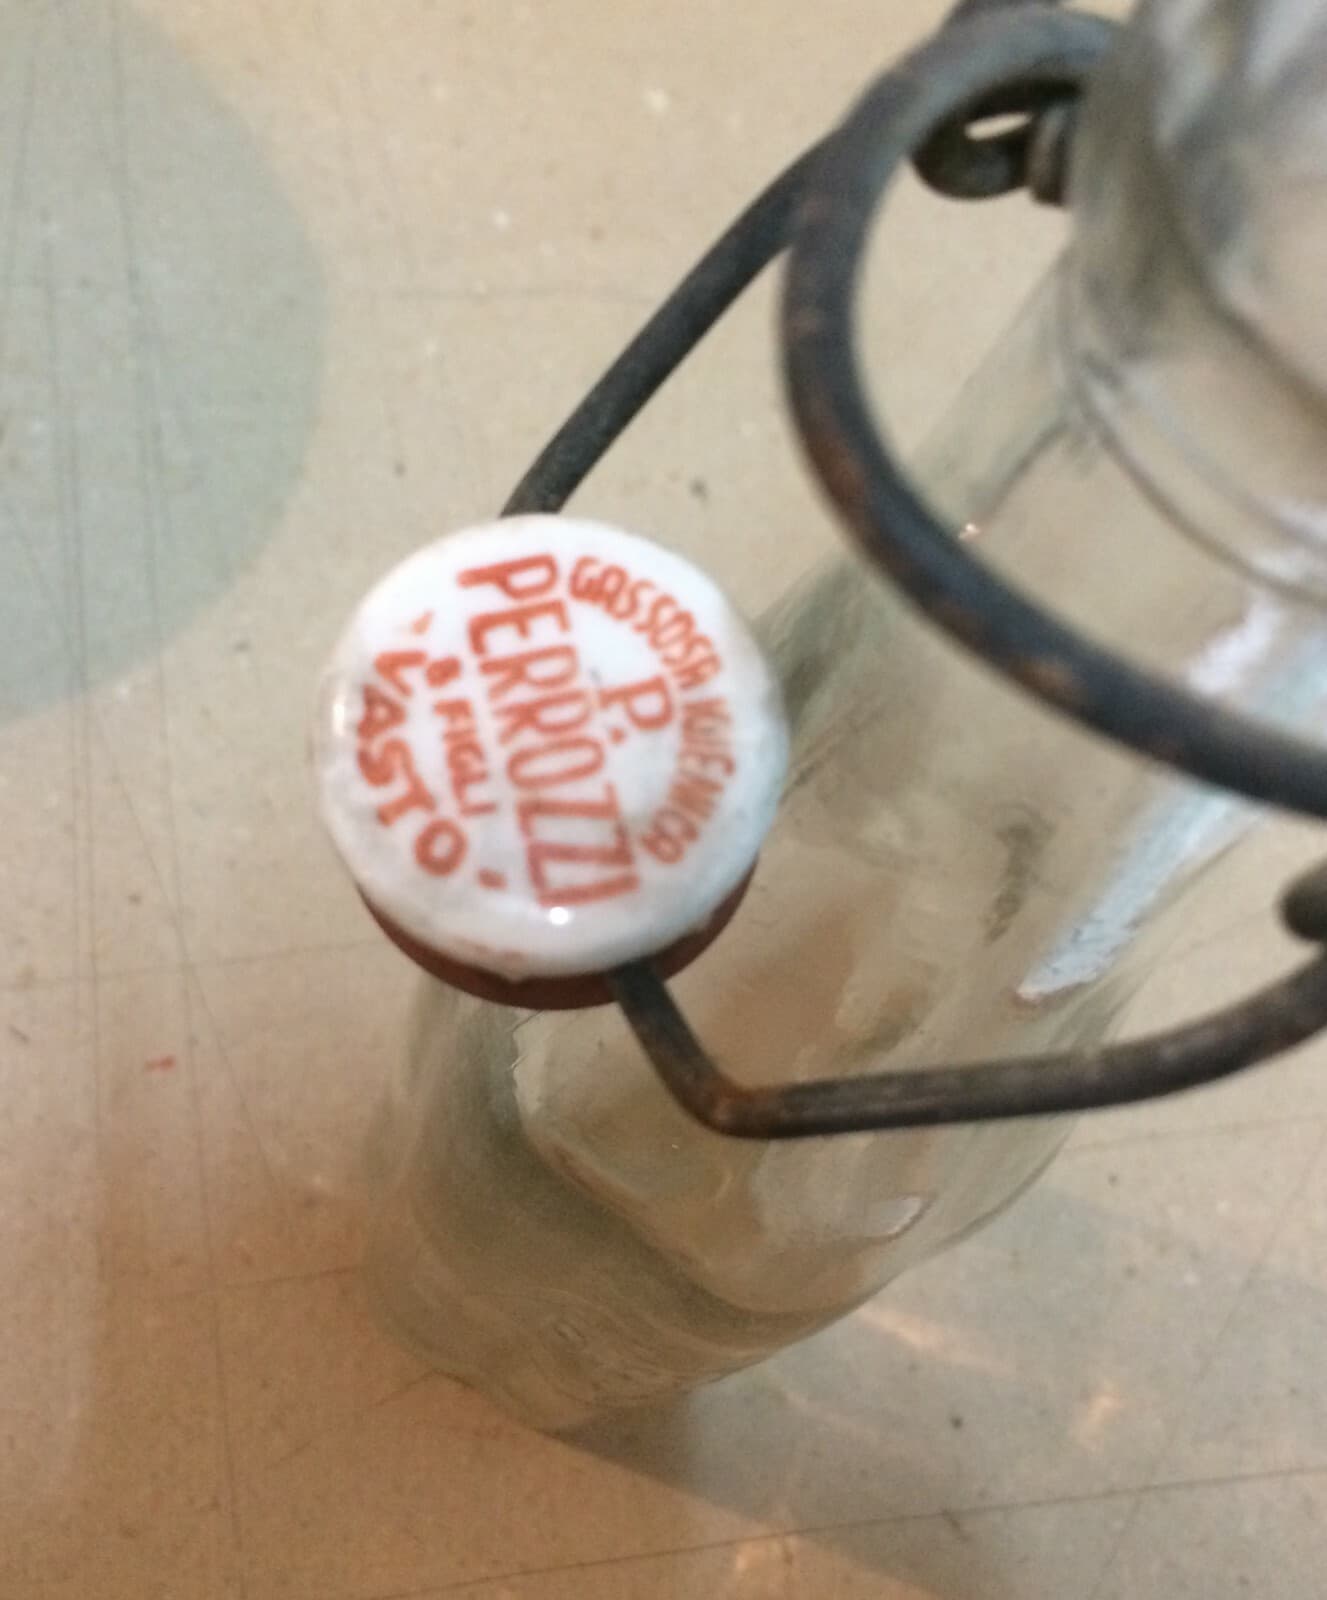 GASSOSA IGIENICA
P.
PERROZZI
& FIGLI
VASTO